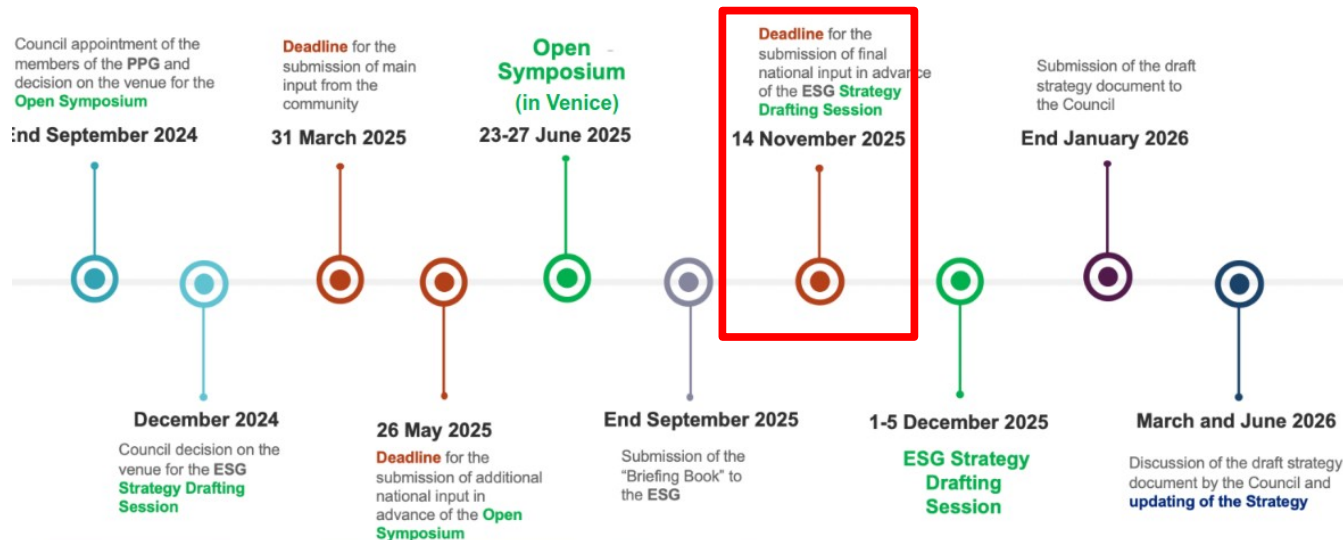 Council appointment of the
members of the PPG and
decision on the venue for the
Open Symposium
End September 2024
Deadline for the
submission of main
input from the
community
31 March 2025
Open
Symposium
(in Venice)
23-27 June 2025
Deadline for the
submission of final
national input in advance
of the ESG Strategy
Drafting Session
14 November 2025
Submission of the draft
strategy document to
the Council
End January 2026
December 2024
Council decision on the
venue for the ESG
Strategy Drafting
Session
26 May 2025
Deadline for the
submission of additional
national input in
advance of the Open
Symposium
End September 2025
Submission of the
“Briefing Book” to
the ESG
1-5 December 2025
ESG Strategy
Drafting
Session
March and June 2026
Discussion of the draft strategy
document by the Council and
updating of the Strategy